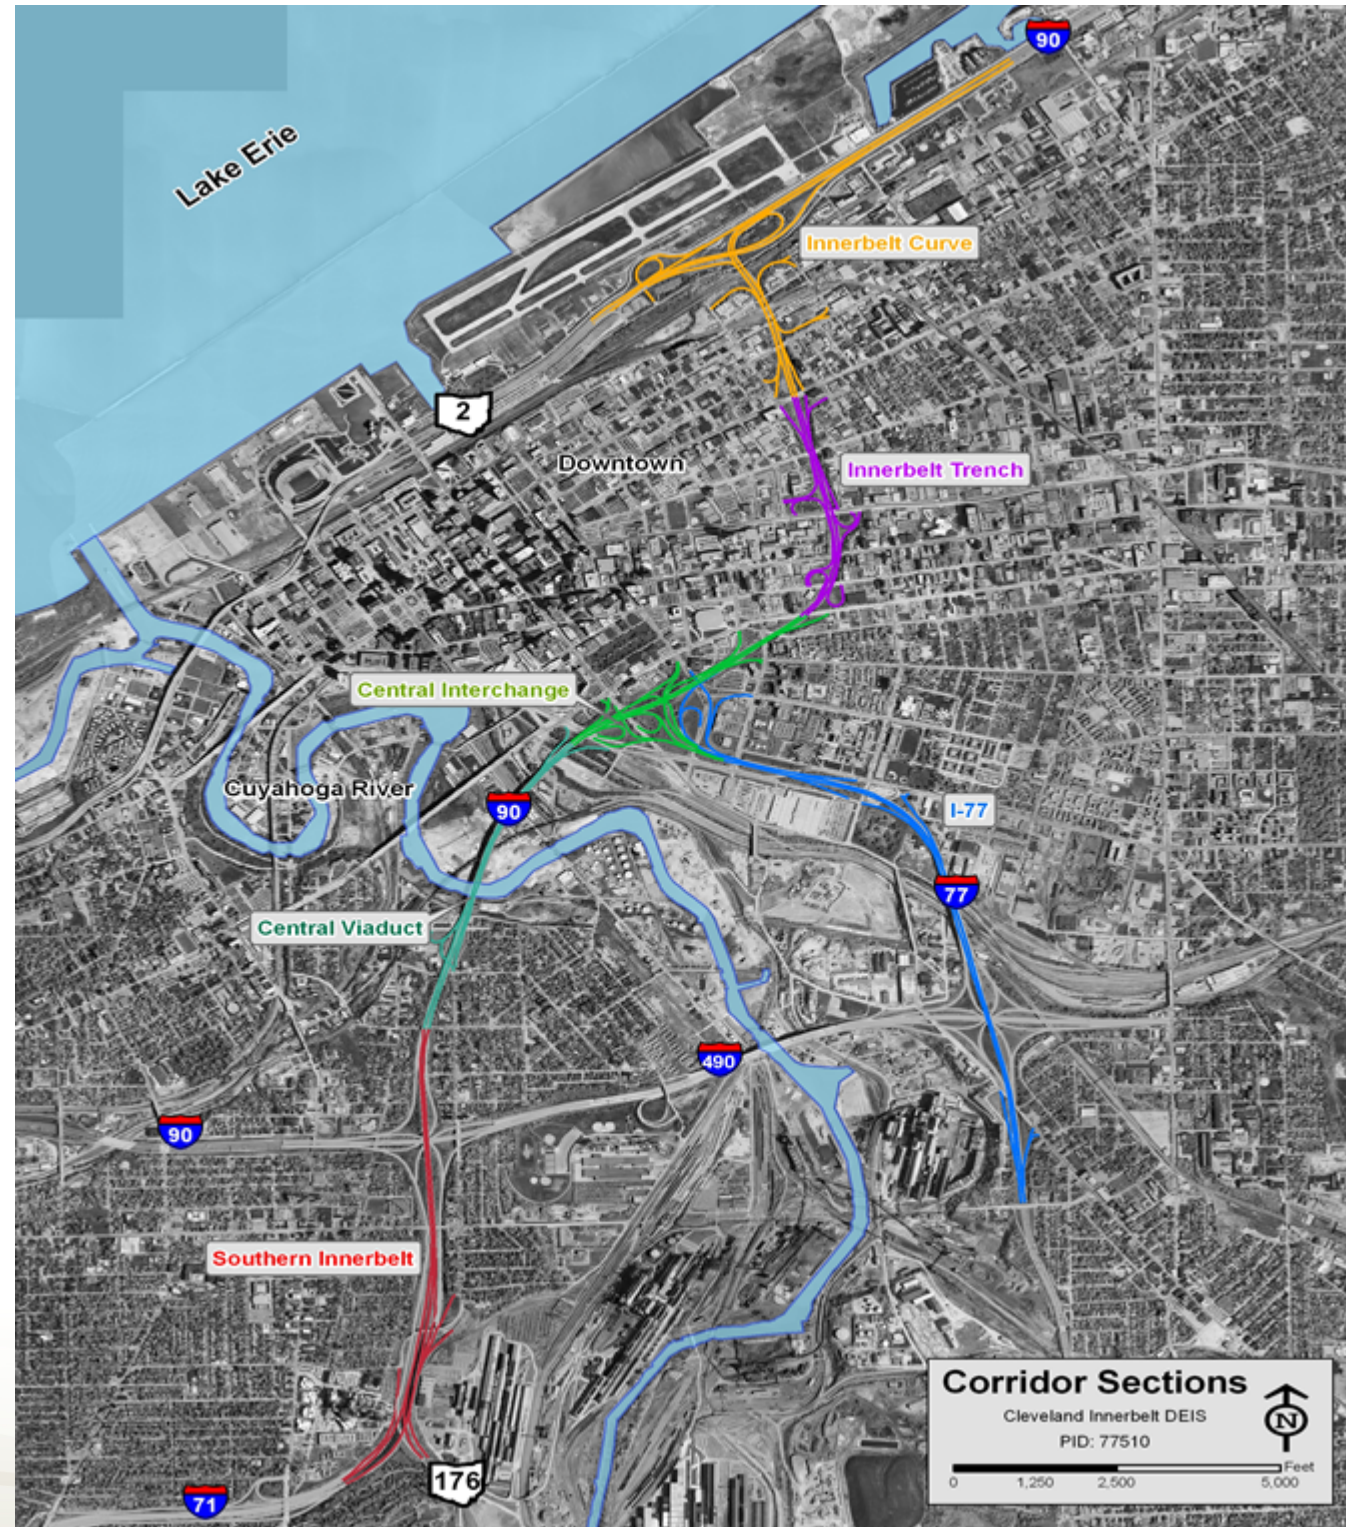 90
Lake Erie
Innerbelt Curve
2
Downtown
Innerbelt Trench
Central Interchange
Cuyahoga River
90
I-77
77
Central Viaduct
490
90
Southern Innerbelt
176
71
Corridor Sections
Cleveland Innerbelt DEIS
PID: 77510
N
Feet
0 1,250 2,500 5,000